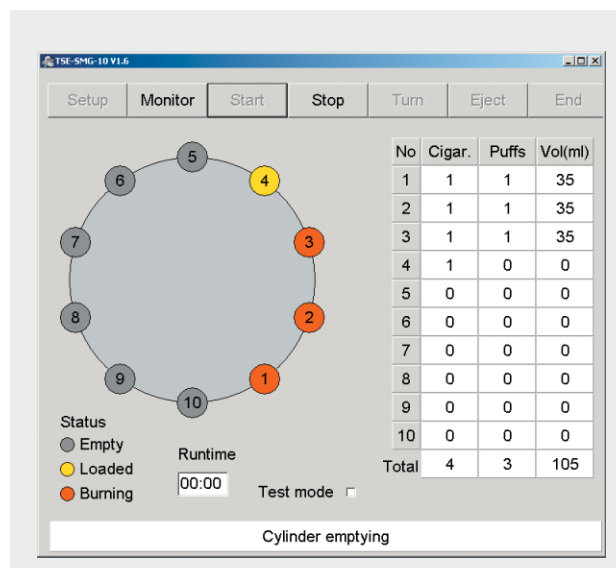 TSE-SMG-10 V1.6
Setup Monitor Start Stop Turn Eject End
5
6 4
7 3
8 2
9 1
10
Status
Empty
Loaded
Burning
Runtime
00:00
Test mode
No Cigar. Puffs Vol(ml)
1 1 1 35
2 1 1 35
3 1 1 35
4 1 0 0
5 0 0 0
6 0 0 0
7 0 0 0
8 0 0 0
9 0 0 0
10 0 0 0
Total 4 3 105
Cylinder emptying